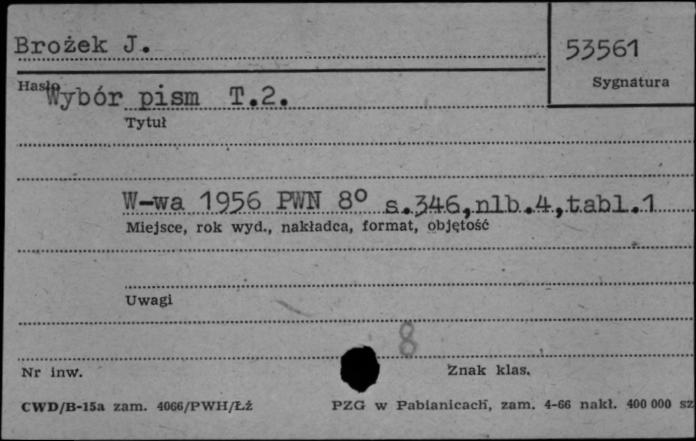 Brożek J.
53561
Sygnatura
Hasło
Wybór pism T.2.
Tytuł
W-wa 1956 PWN 8º s.346,nlb.4,tabl.1
Miejsce, rok wyd., nakładca, format, objętość
Uwagi
8
Nr inw.
Znak klas.
CWD/B-15a zam. 4066/PWH/Łź
PZG w Pabianicach, zam. 4-66 nakł. 400 000 sz